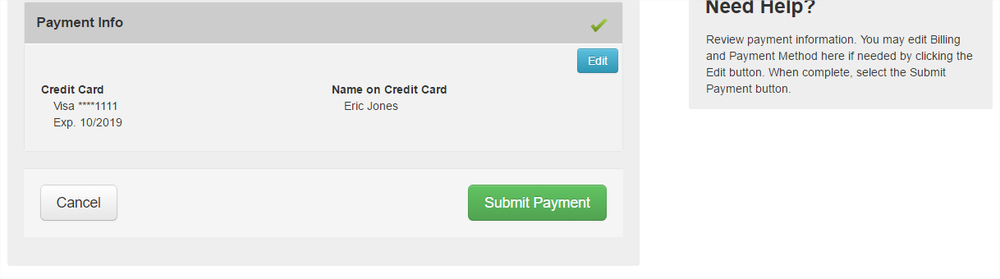 Payment Info
Edit
Credit Card
Visa ****1111
Exp. 10/2019
Name on Credit Card
Eric Jones
Cancel
Submit Payment
Need Help?
Review payment information. You may edit Billing
and Payment Method here if needed by clicking the
Edit button. When complete, select the Submit
Payment button.